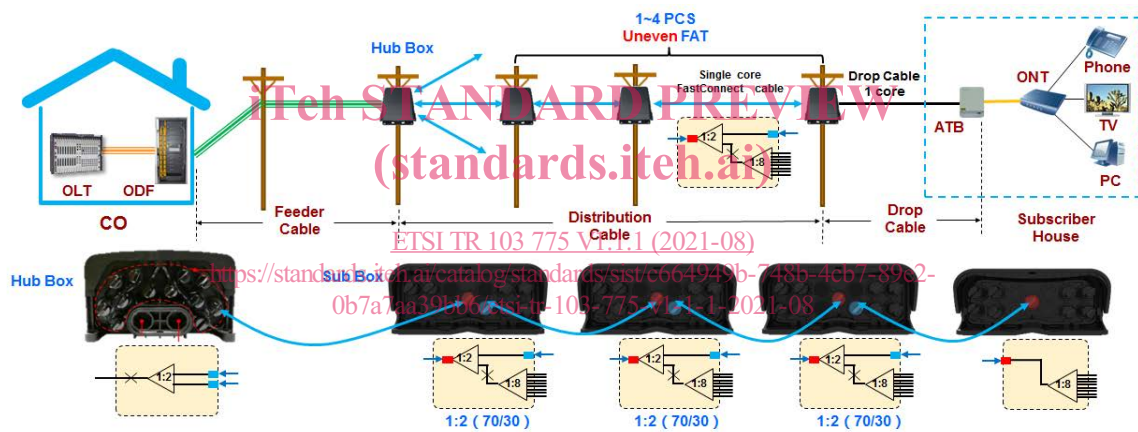 1~4 PCS
Uneven FAT
Hub Box
Single core
FastConnect cable
Drop Cable
1 core
ONT
Phone
TV
PC
ATB
1:2
1:8
OLT
ODF
CO
iTeh STANDARD PREVIEW
(standards.iteh.ai)
Feeder
Cable
Distribution
Cable
Drop
Cable
Subscriber
House
ETSI TR 103 775 V1.1.1 (2021-08)
https://standards.iteh.ai/catalog/standards/sist/c664949b-748b-4cb7-89e2-
0b7a7aa39b66/etsi-tr-103-775-v1-1-1-2021-08
Hub Box
Sub Box
1:2
1:2
1:8
1:2
1:8
1:2
1:8
1:8
1:2 ( 70/30 )
1:2 ( 70/30 )
1:2 ( 70/30 )